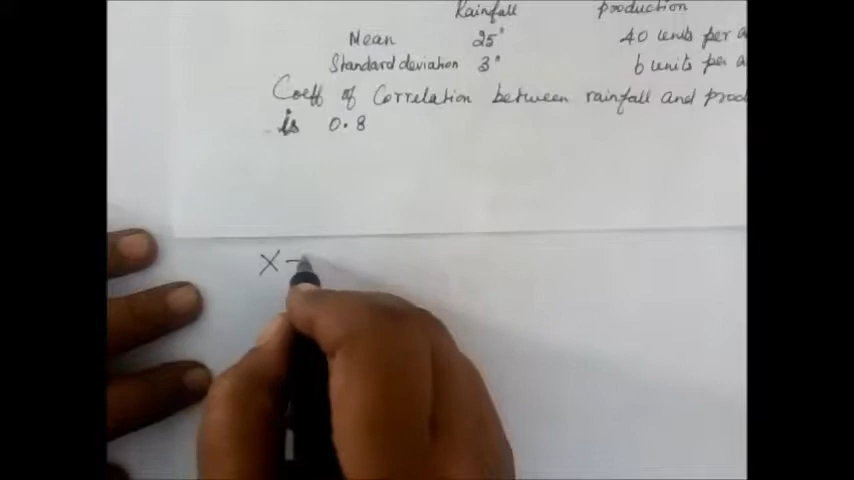 Rainfall production
Mean 25" 40 units per a
Standard deviation 3" 6 units per a
Coeff of Correlation between rainfall and prod
is 0.8
X -